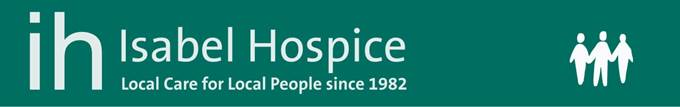 ih
Isabel Hospice
Local Care for Local People since 1982